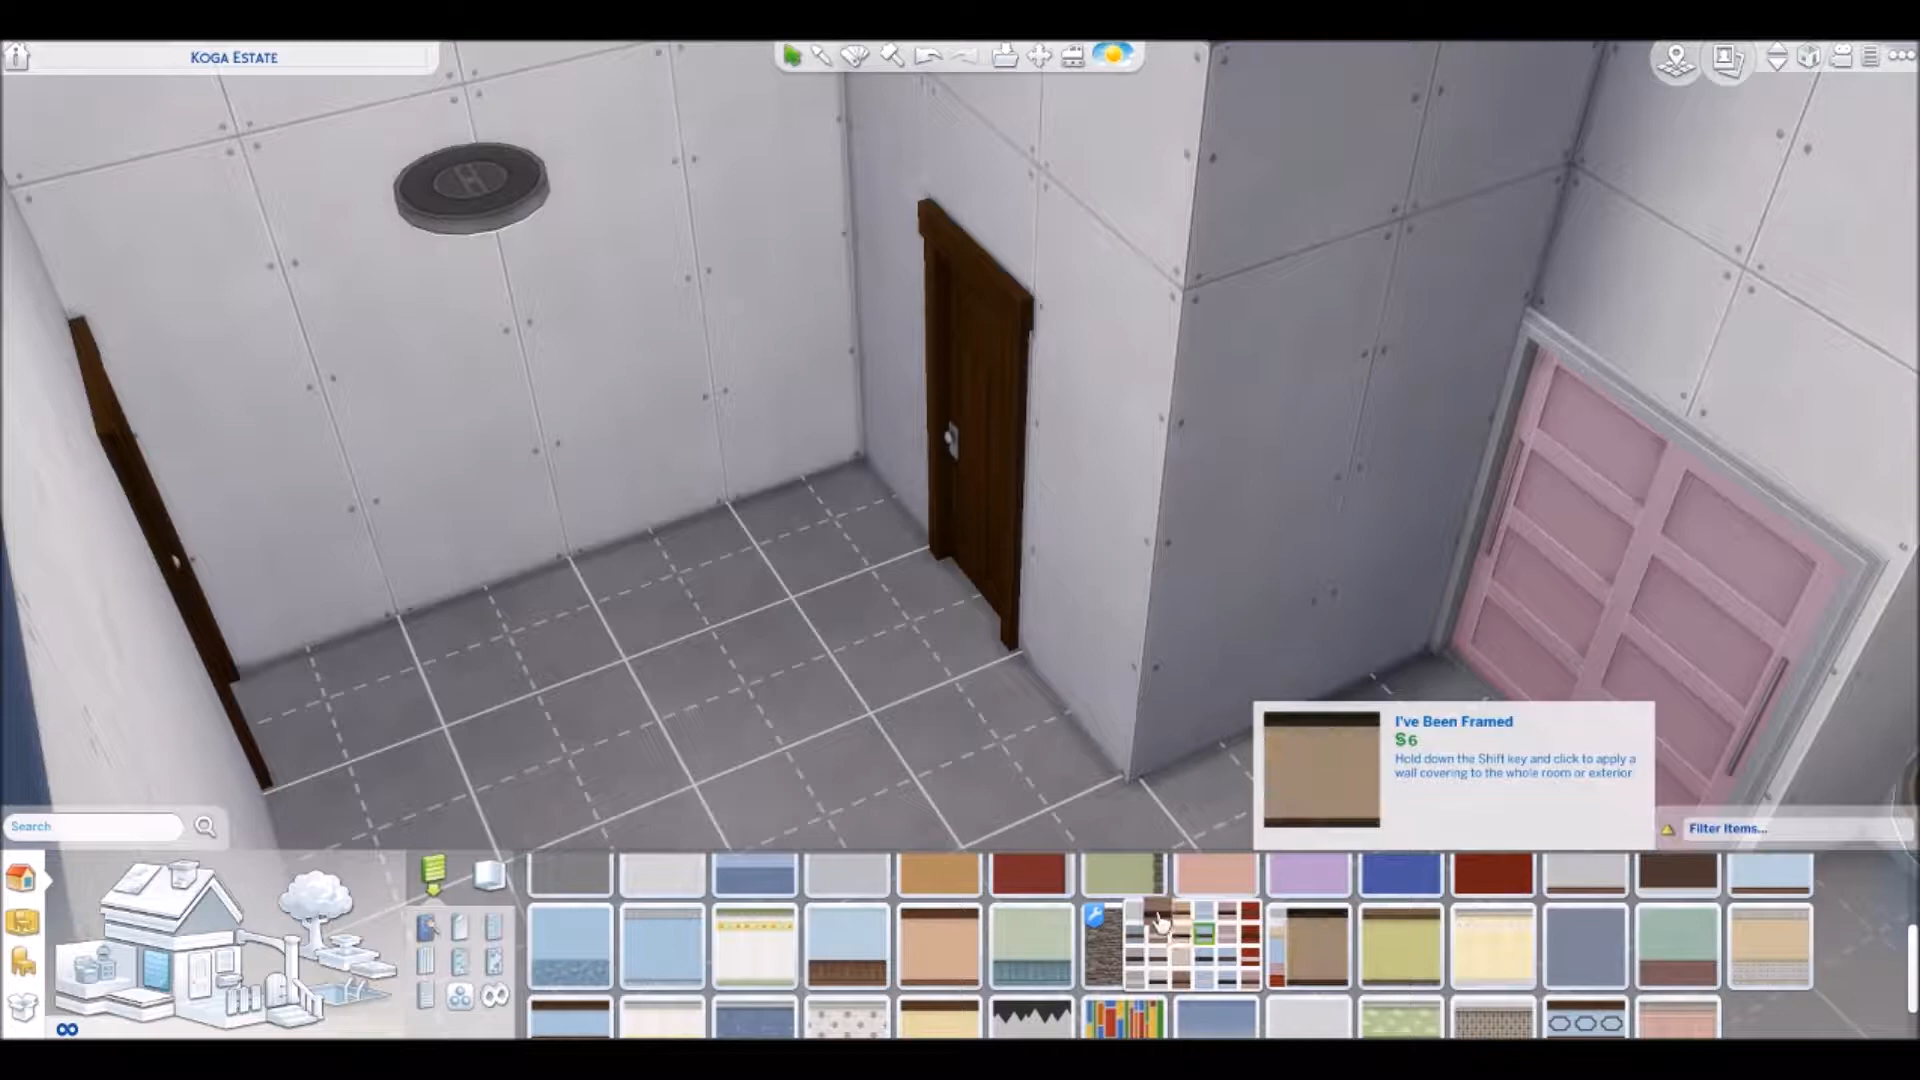 KOGA ESTATE
I've Been Framed
§6
Hold down the Shift key and click to apply a
wall covering to the whole room or exterior
Search
Filter Items...